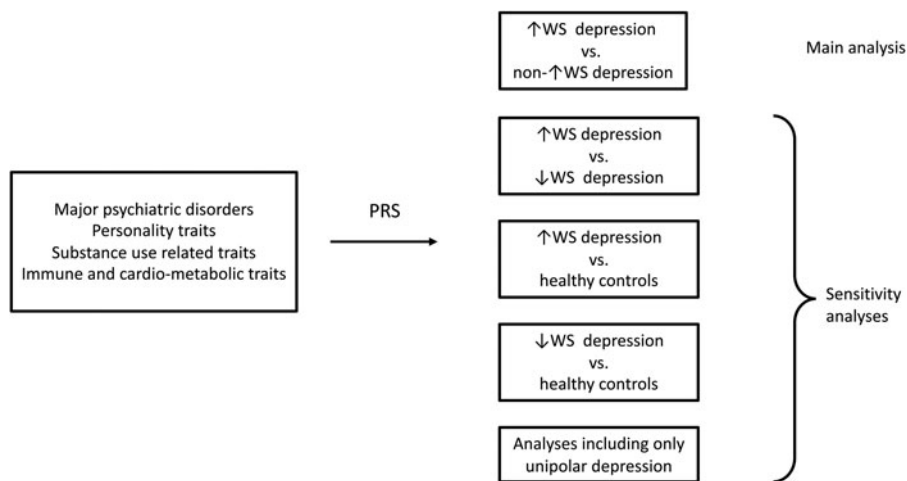 Major psychiatric disorders
Personality traits
Substance use related traits
Immune and cardio-metabolic traits
PRS
↑WS depression
vs.
non-↑WS depression
Main analysis
↑WS depression
vs.
↓WS depression
↑WS depression
vs.
healthy controls
↓WS depression
vs.
healthy controls
Analyses including only
unipolar depression
Sensitivity
analyses